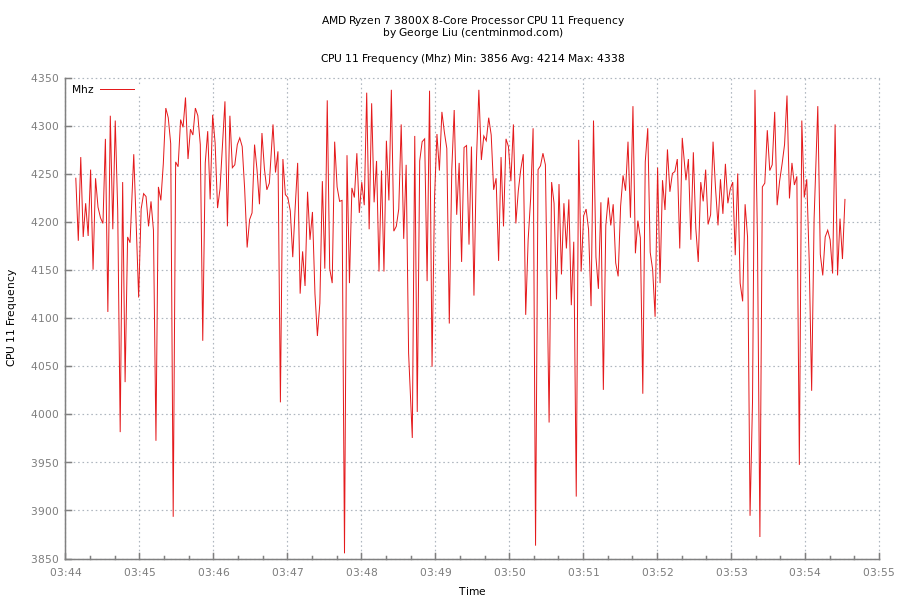 AMD Ryzen 7 3800X 8-Core Processor CPU 11 Frequency
by George Liu (centminmod.com)
CPU 11 Frequency (Mhz) Min: 3856 Avg: 4214 Max: 4338
Mhz
4350
4300
4250
4200
4150
4100
4050
4000
3950
3900
3850
CPU 11 Frequency
03:44 03:45 03:46 03:47 03:48 03:49 03:50 03:51 03:52 03:53 03:54 03:55
Time